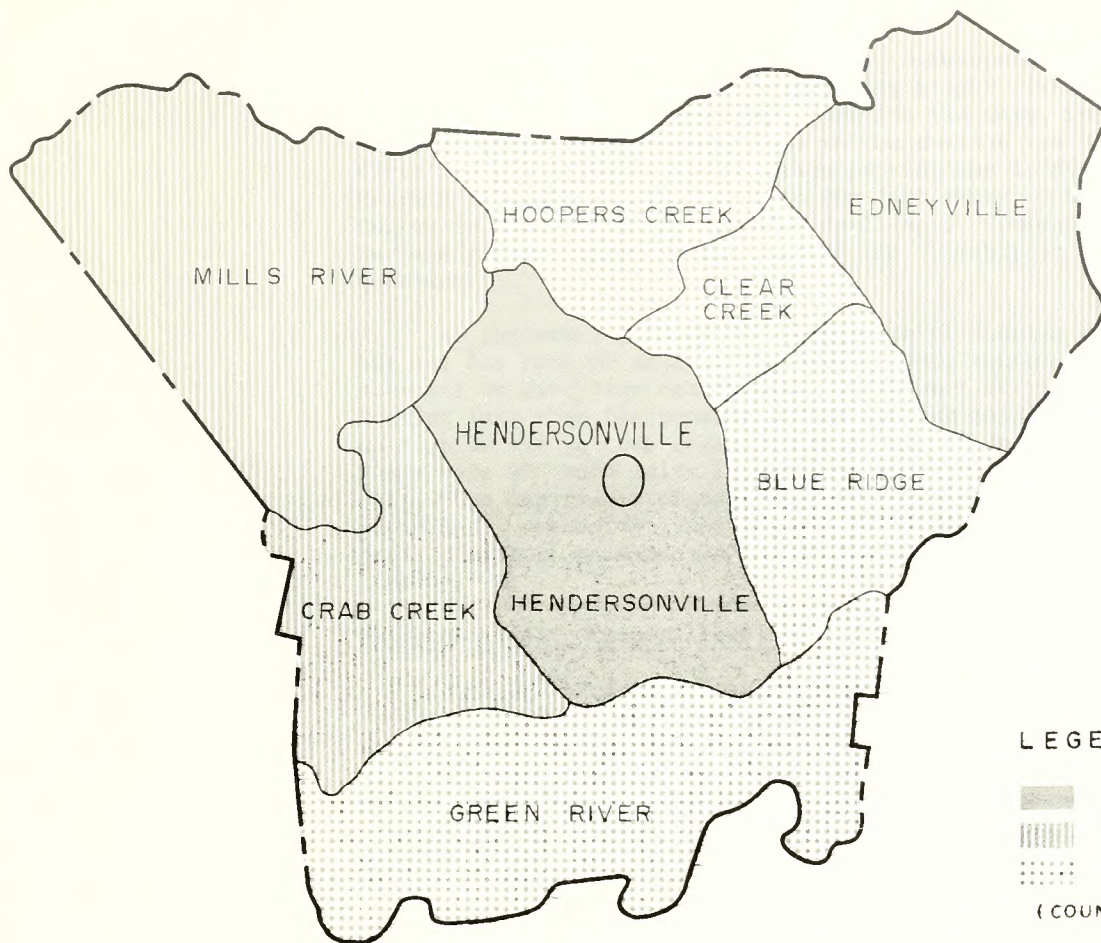 HOOPERS CREEK
EDNEYVILLE
MILLS RIVER
CLEAR
CREEK
HENDERSONVILLE
BLUE RIDGE
CRAB CREEK
HENDERSONVILLE
GREEN RIVER
LEGE
(COUN